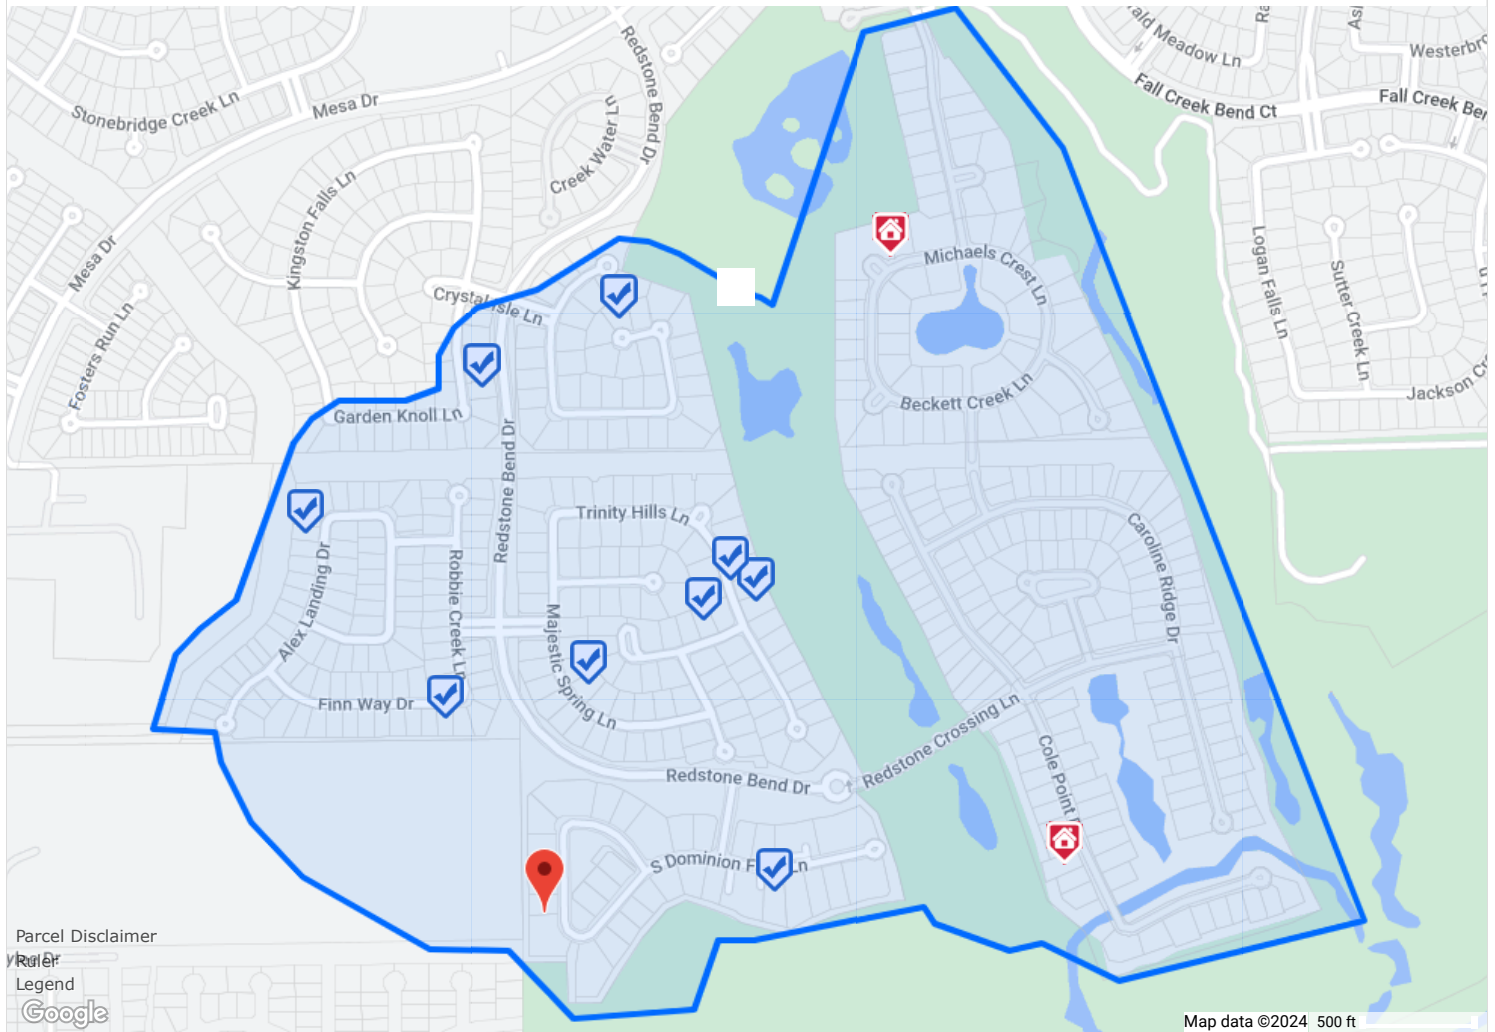 Redstone Bend Dr
Meadow Ln
Westerbro
Stonebridge Creek Ln
Mesa Dr
Fall Creek Bend Ct
Fall Creek Ben
Creek Water Ln
Kingston Falls Ln
Mesa Dr
Logan Falls Ln
Sutter Creek Ln
Michaels Crest Ln
Crystal Isle Ln
Fosters Run Ln
Garden Knoll Ln
Beckett Creek Ln
Jackson Cr
Redstone Bend Dr
Trinity Hills Ln
Caroline Ridge Dr
Alex Landing Dr
Robbie Creek Ln
Majestic Spring Ln
Finn Way Dr
Redstone Crossing Ln
Cole Point
Redstone Bend Dr
S Dominion F Ln
Parcel Disclaimer
Ruler
Legend
Google
Map data ©2024 500 ft